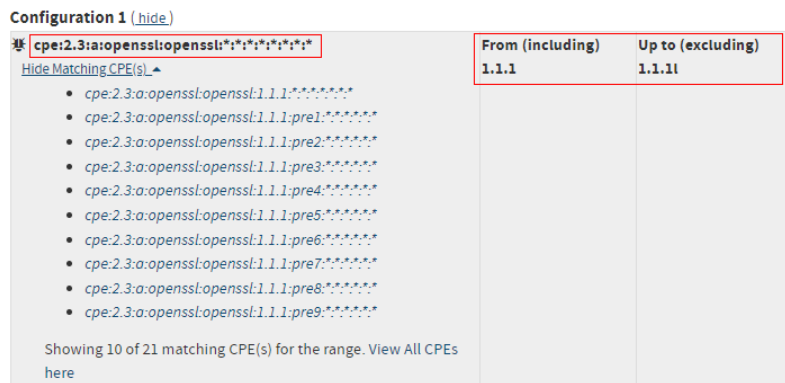 Configuration 1 ( hide )
cpe:2.3:a:openssl:openssl:*:*:*:*:*:*:*:* From (including) Up to (excluding)
Hide Matching CPE(s) 1.1.1 1.1.1l
• cpe:2.3:a:openssl:openssl:1.1.1:*:*:*:*:*:*:*
• cpe:2.3:a:openssl:openssl:1.1.1:pre1:*:*:*:*:*:*
• cpe:2.3:a:openssl:openssl:1.1.1:pre2:*:*:*:*:*:*
• cpe:2.3:a:openssl:openssl:1.1.1:pre3:*:*:*:*:*:*
• cpe:2.3:a:openssl:openssl:1.1.1:pre4:*:*:*:*:*:*
• cpe:2.3:a:openssl:openssl:1.1.1:pre5:*:*:*:*:*:*
• cpe:2.3:a:openssl:openssl:1.1.1:pre6:*:*:*:*:*:*
• cpe:2.3:a:openssl:openssl:1.1.1:pre7:*:*:*:*:*:*
• cpe:2.3:a:openssl:openssl:1.1.1:pre8:*:*:*:*:*:*
• cpe:2.3:a:openssl:openssl:1.1.1:pre9:*:*:*:*:*:*
Showing 10 of 21 matching CPE(s) for the range. View All CPEs
here